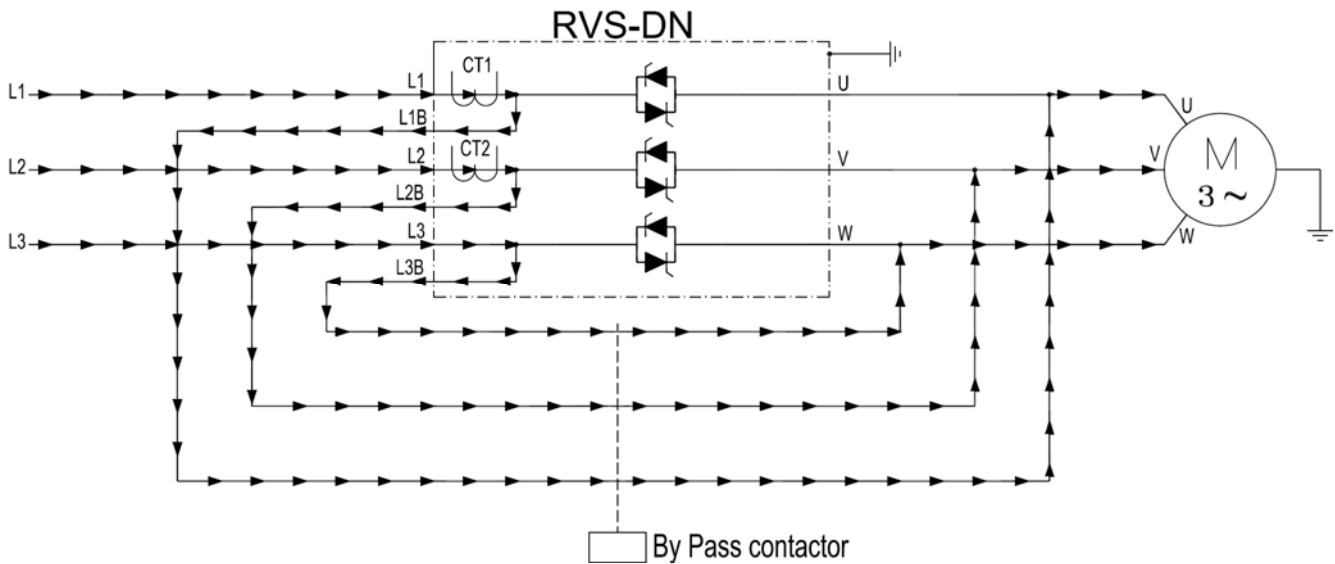 RVS-DN
L1 L1 CT1 U
L1B U
L2 L2 CT2 V V M
L2B 3 ~
L3 L3 W W
L3B
By Pass contactor